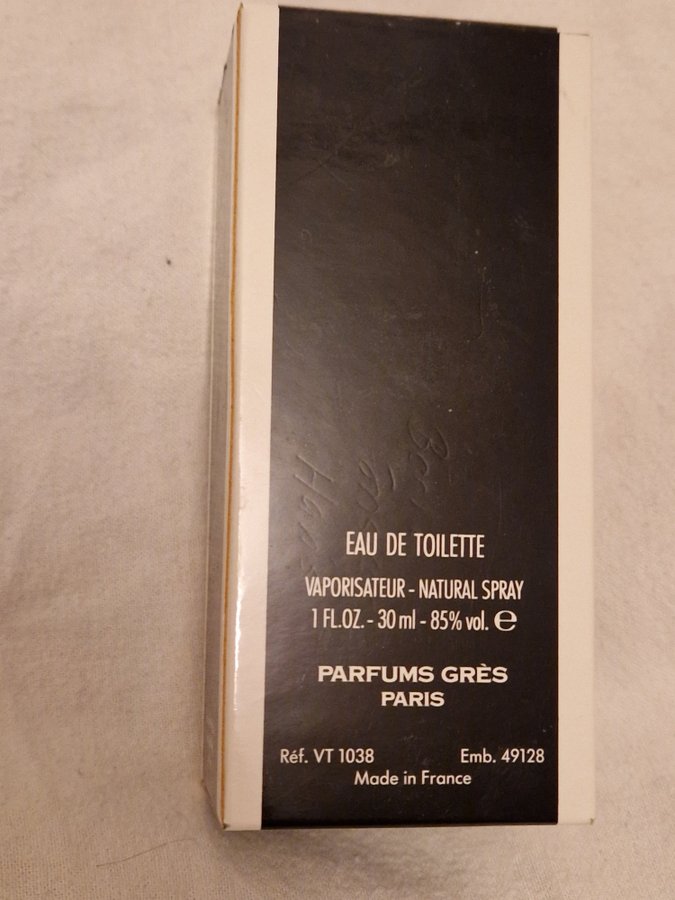 EAU DE TOILETTE
VAPORISATEUR - NATURAL SPRAY
1 FL.OZ. - 30 ml - 85% vol. ℮
PARFUMS GRÈS
PARIS
Réf. VT 1038 Emb. 49128
Made in France